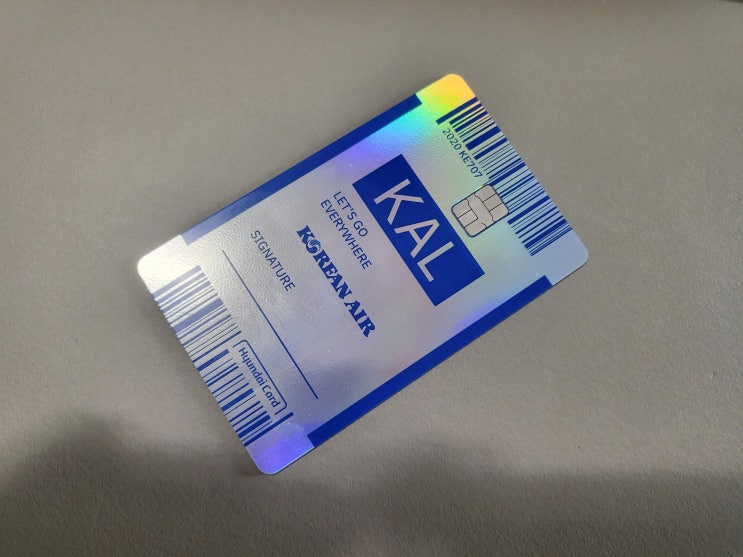 2020 KE707
KAL
LET'S GO
EVERYWHERE
KOREAN AIR
SIGNATURE
Hyundai Card